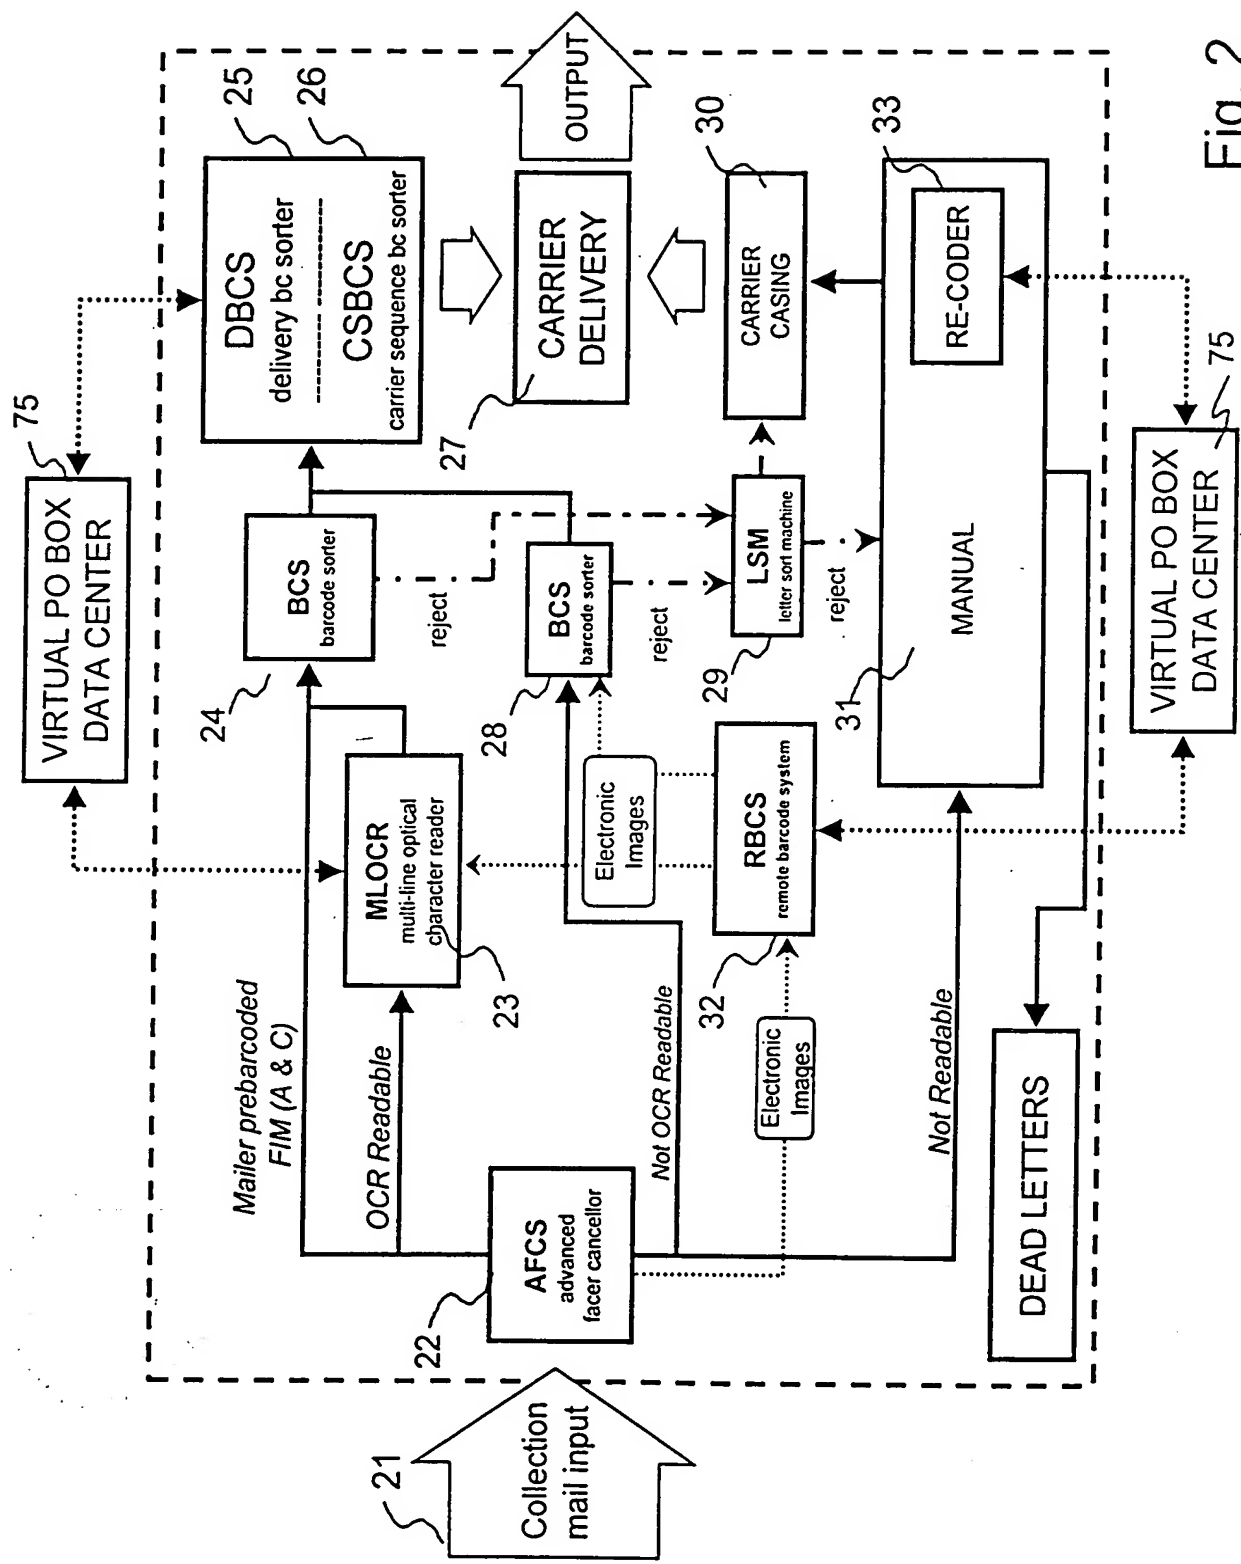 VIRTUAL PO BOX
DATA CENTER
75
DBCS
delivery bc sorter
CSBCS
carrier sequence bc sorter
25
26
BCS
barcode sorter
24
reject
Mailer prebarcoded
FIM (A & C)
OCR Readable
MLOCR
multi-line optical
character reader
23
21
Collection
mail input
22
AFCS
advanced
facer cancellor
Not OCR Readable
Electronic
Images
28
BCS
barcode sorter
reject
27
CARRIER
DELIVERY
OUTPUT
Electronic
Images
32
RBCS
remote barcode system
29
LSM
letter sort machine
reject
CARRIER
CASING
30
Not Readable
31
MANUAL
RE-CODER
33
DEAD LETTERS
VIRTUAL PO BOX
DATA CENTER
75
Fig. 2